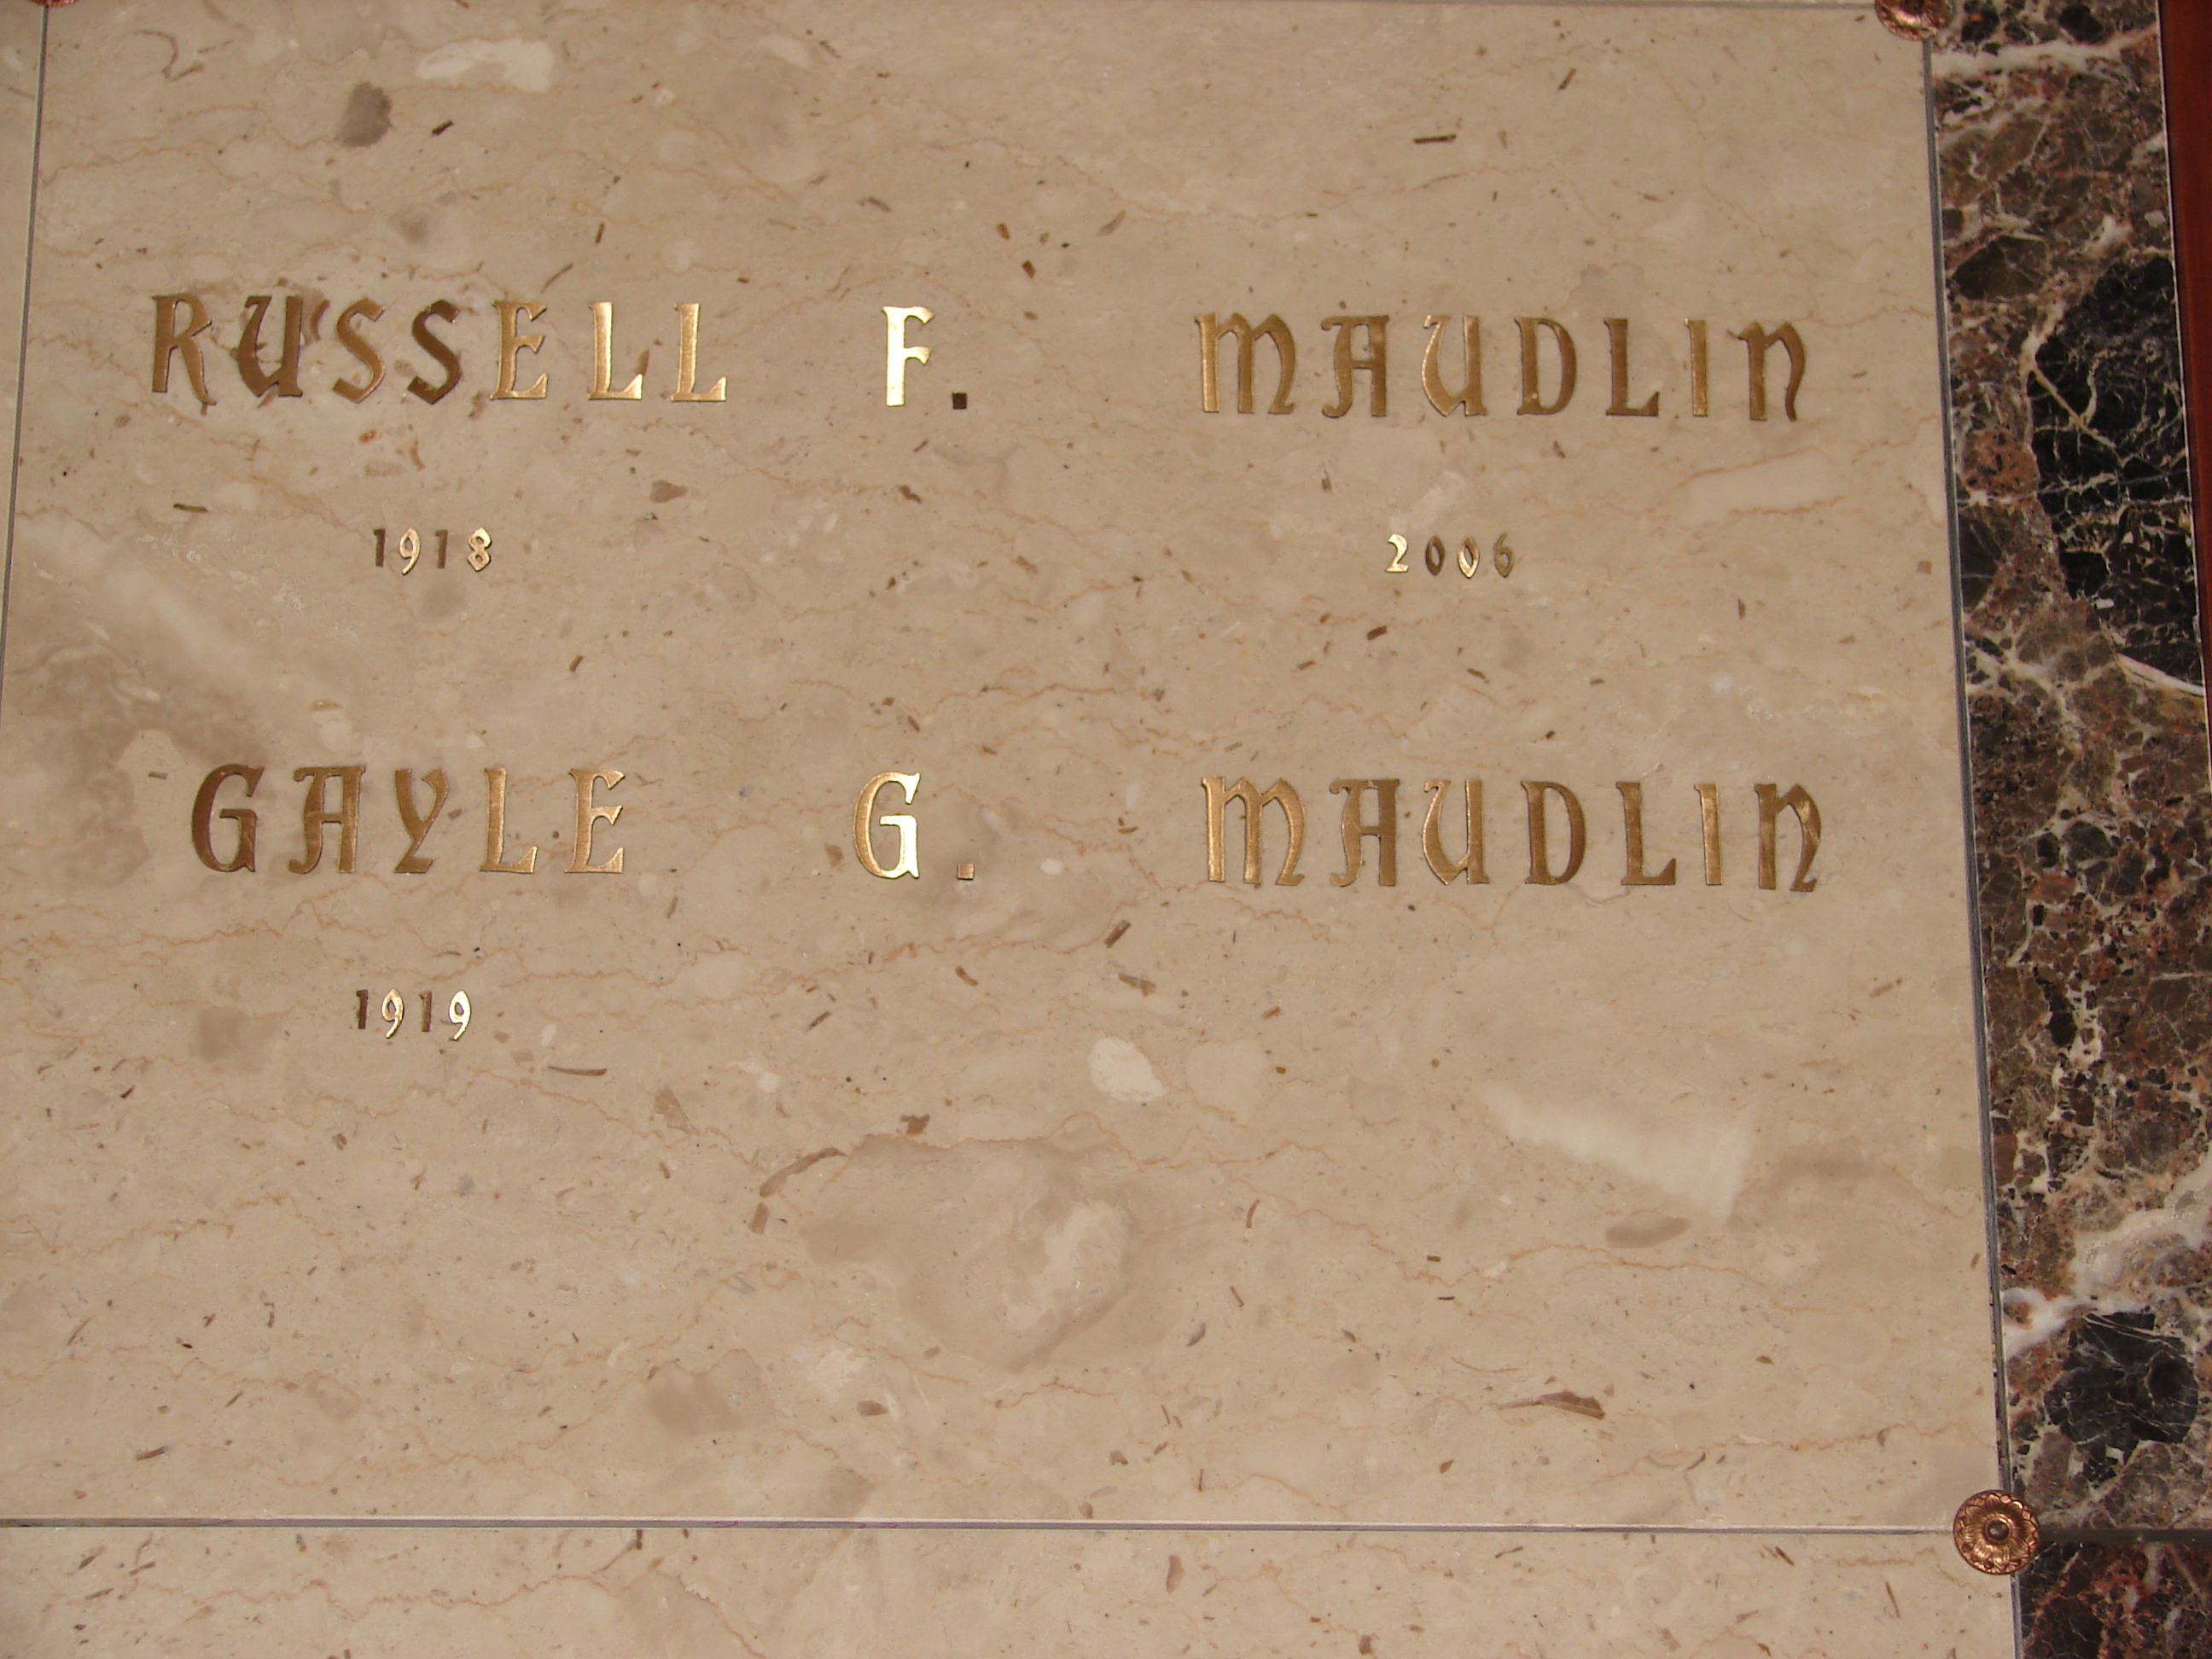 RUSSELL F. MAUDLIN
1918 2006
GAYLE G. MAUDLIN
1919